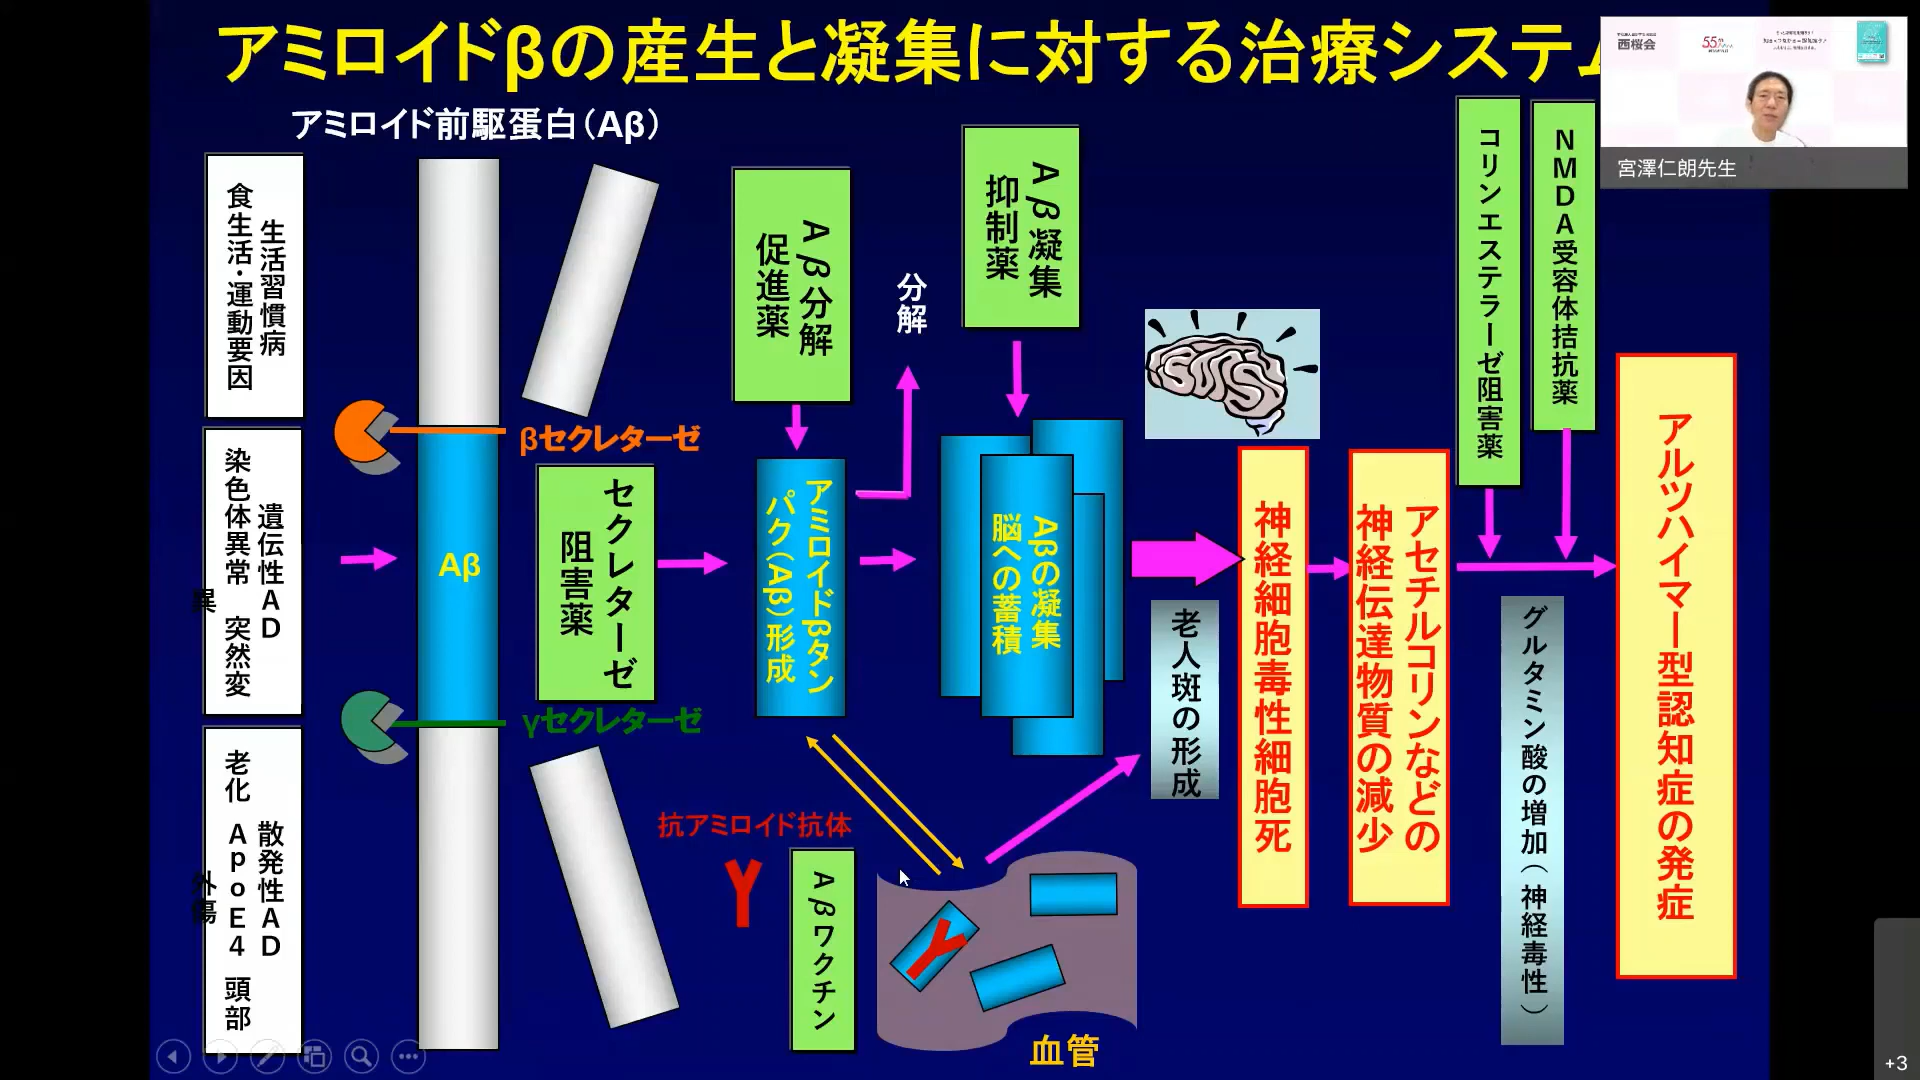 アミロイドβの産生と凝集に対する治療システム
西桜会
55th
宮澤仁朗先生
アミロイド前駆蛋白（Aβ）
生活習慣病
食生活・運動要因
遺伝性AD
染色体異常　突然変
異
散発性AD
老化　ApoE4　頭部
外傷
βセクレターゼ
Aβ
γセクレターゼ
セクレターゼ
阻害薬
Aβ分解
促進薬
分解
アミロイドβタン
パク（Aβ）形成
Aβ凝集
抑制薬
Aβの凝集
脳への蓄積
抗アミロイド抗体
Aβワクチン
血管
老人斑の形成
神経細胞毒性細胞死
アセチルコリンなどの
神経伝達物質の減少
コリンエステラーゼ阻害薬
NMDA受容体拮抗薬
グルタミン酸の増加（神経毒性）
アルツハイマー型認知症の発症
+3